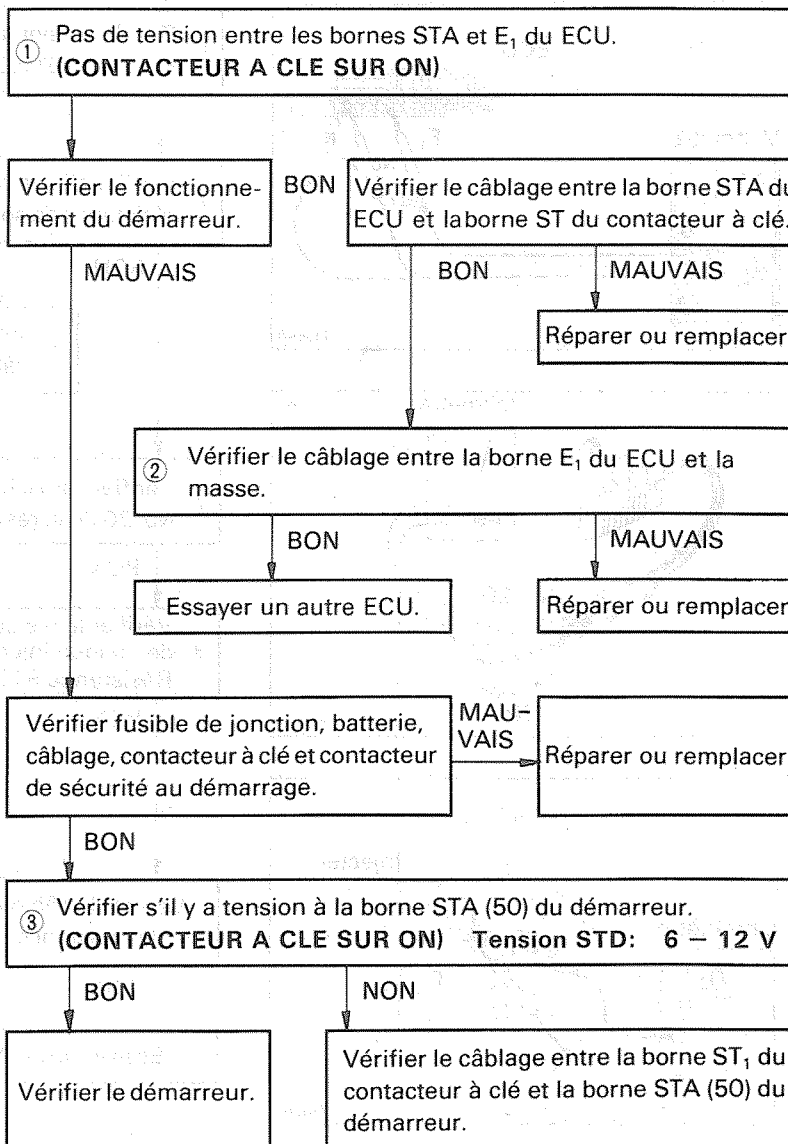 ① Pas de tension entre les bornes STA et E₁ du ECU.
(CONTACTEUR A CLE SUR ON)
Vérifier le fonctionne-
ment du démarreur.
BON
Vérifier le câblage entre la borne STA du
ECU et la borne ST du contacteur à clé.
MAUVAIS
BON
MAUVAIS
Réparer ou remplacer
② Vérifier le câblage entre la borne E₁ du ECU et la
masse.
BON
MAUVAIS
Essayer un autre ECU.
Réparer ou remplacer
Vérifier fusible de jonction, batterie,
câblage, contacteur à clé et contacteur
de sécurité au démarrage.
MAU-
VAIS
Réparer ou remplacer
BON
③ Vérifier s'il y a tension à la borne STA (50) du démarreur.
(CONTACTEUR A CLE SUR ON) Tension STD: 6 – 12 V
BON
NON
Vérifier le démarreur.
Vérifier le câblage entre la borne ST₁ du
contacteur à clé et la borne STA (50) du
démarreur.